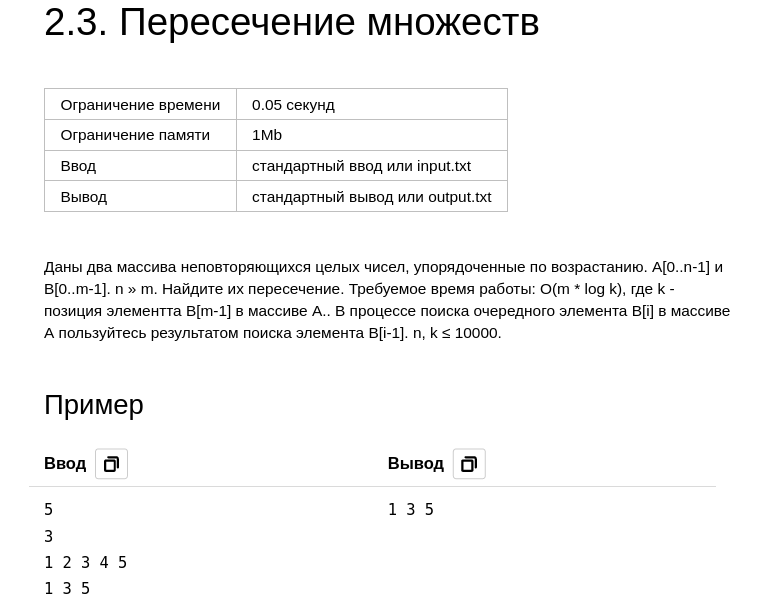 2.3. Пересечение множеств
Ограничение времени 0.05 секунд
Ограничение памяти 1Mb
Ввод стандартный ввод или input.txt
Вывод стандартный вывод или output.txt
Даны два массива неповторяющихся целых чисел, упорядоченные по возрастанию. A[0..n-1] и
B[0..m-1]. n » m. Найдите их пересечение. Требуемое время работы: O(m * log k), где k -
позиция элементта B[m-1] в массиве A.. В процессе поиска очередного элемента B[i] в массиве
A пользуйтесь результатом поиска элемента B[i-1]. n, k ≤ 10000.
Пример
Ввод Вывод
5 1 3 5
3
1 2 3 4 5
1 3 5